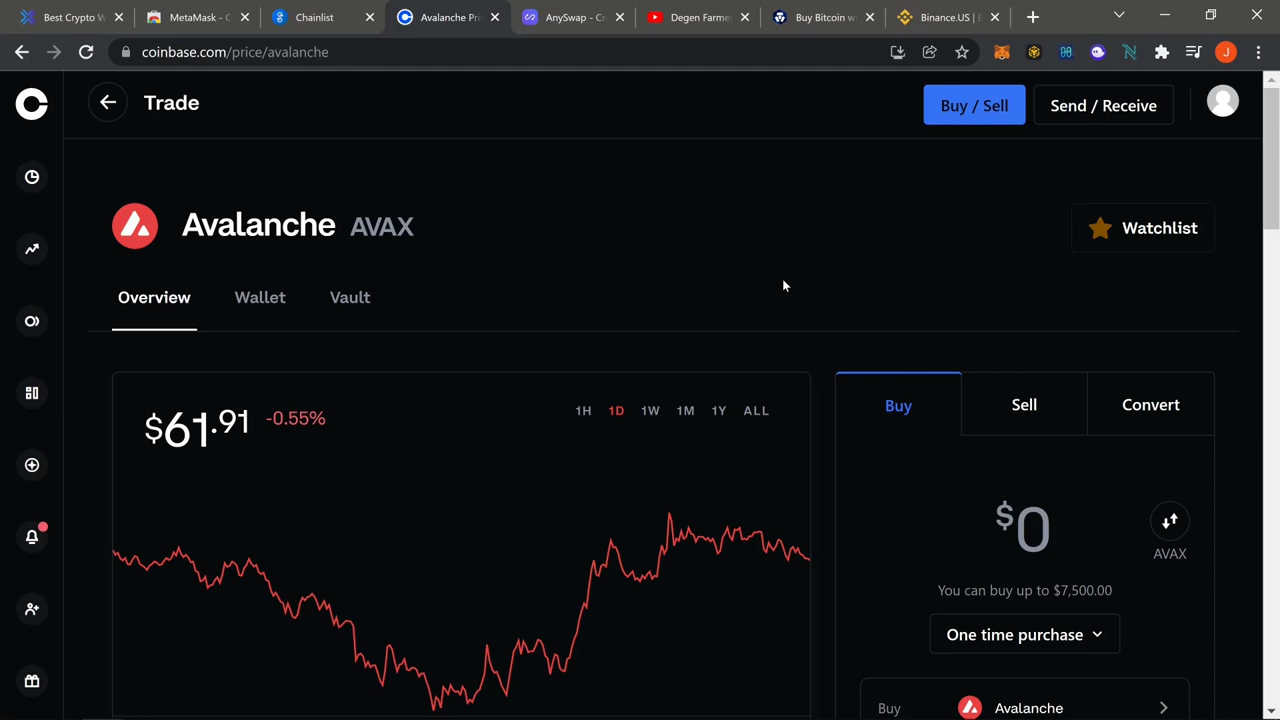 Best Crypto W
MetaMask - C
Chainlist
Avalanche Pri
AnySwap - Cr
Degen Farme
Buy Bitcoin w
Binance.US | B
coinbase.com/price/avalanche
J
Trade
Buy / Sell
Send / Receive
Avalanche AVAX
Watchlist
Overview
Wallet
Vault
$61.91 -0.55%
1H 1D 1W 1M 1Y ALL
Buy
Sell
Convert
$0
AVAX
You can buy up to $7,500.00
One time purchase
Buy
Avalanche